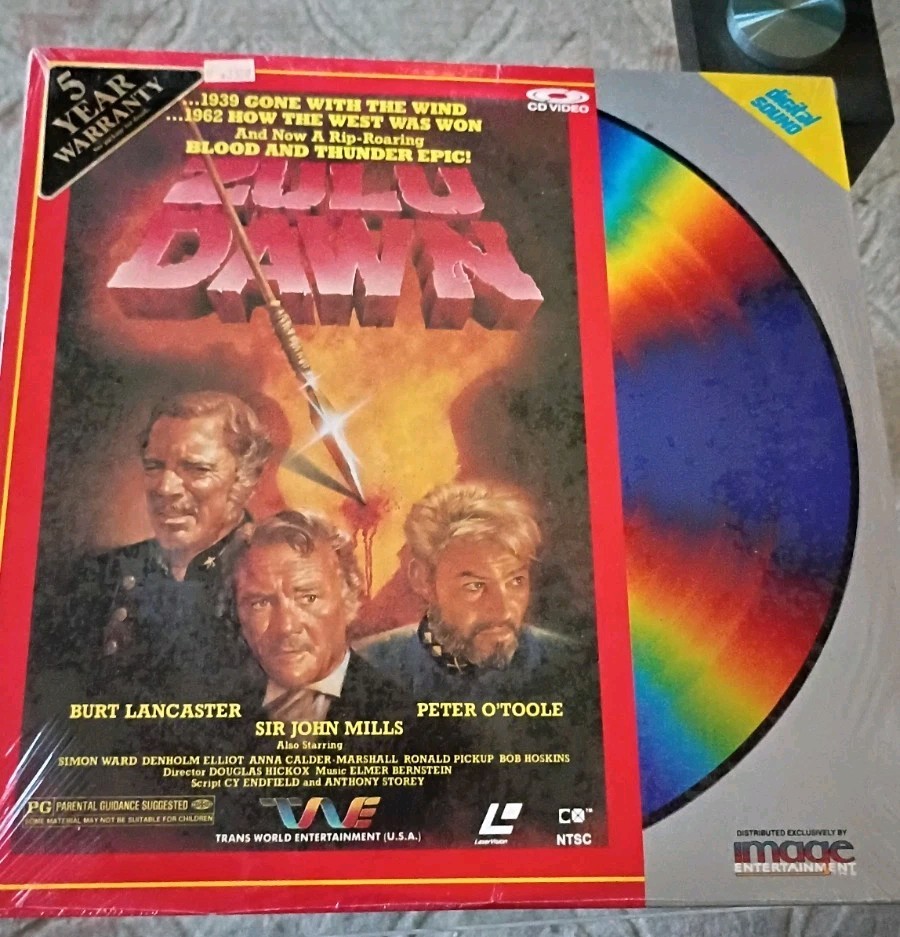 5
YEAR
WARRANTY
...1939 GONE WITH THE WIND
...1962 HOW THE WEST WAS WON
And Now A Rip-Roaring
BLOOD AND THUNDER EPIC!
ZULU
DAWN
CD VIDEO
digital
SOUND
BURT LANCASTER
PETER O'TOOLE
SIR JOHN MILLS
Also Starring
SIMON WARD DENHOLM ELLIOT ANNA CALDER-MARSHALL RONALD PICKUP BOB HOSKINS
Director DOUGLAS HICKOX Music ELMER BERNSTEIN
Script CY ENDFIELD and ANTHONY STOREY
PG PARENTAL GUIDANCE SUGGESTED
SOME MATERIAL MAY NOT BE SUITABLE FOR CHILDREN
TWE
TRANS WORLD ENTERTAINMENT (U.S.A.)
LaserVision
CX™
NTSC
DISTRIBUTED EXCLUSIVELY BY
image
ENTERTAINMENT